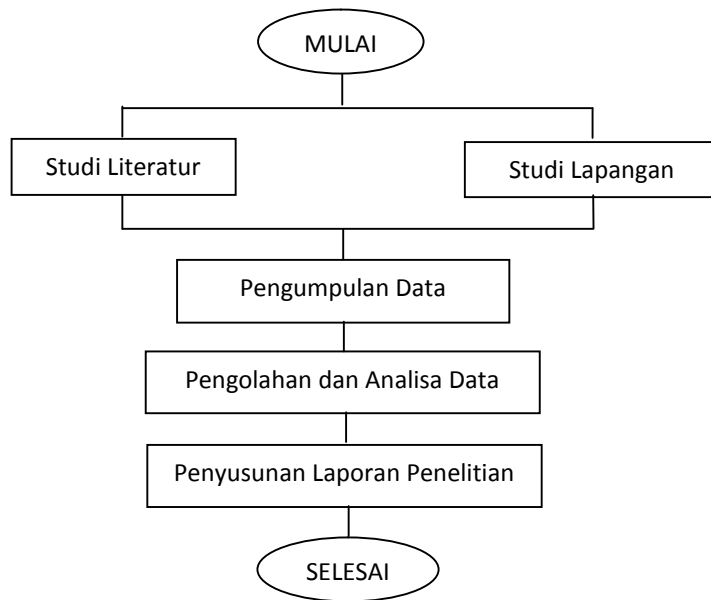 MULAI
Studi Literatur
Studi Lapangan
Pengumpulan Data
Pengolahan dan Analisa Data
Penyusunan Laporan Penelitian
SELESAI